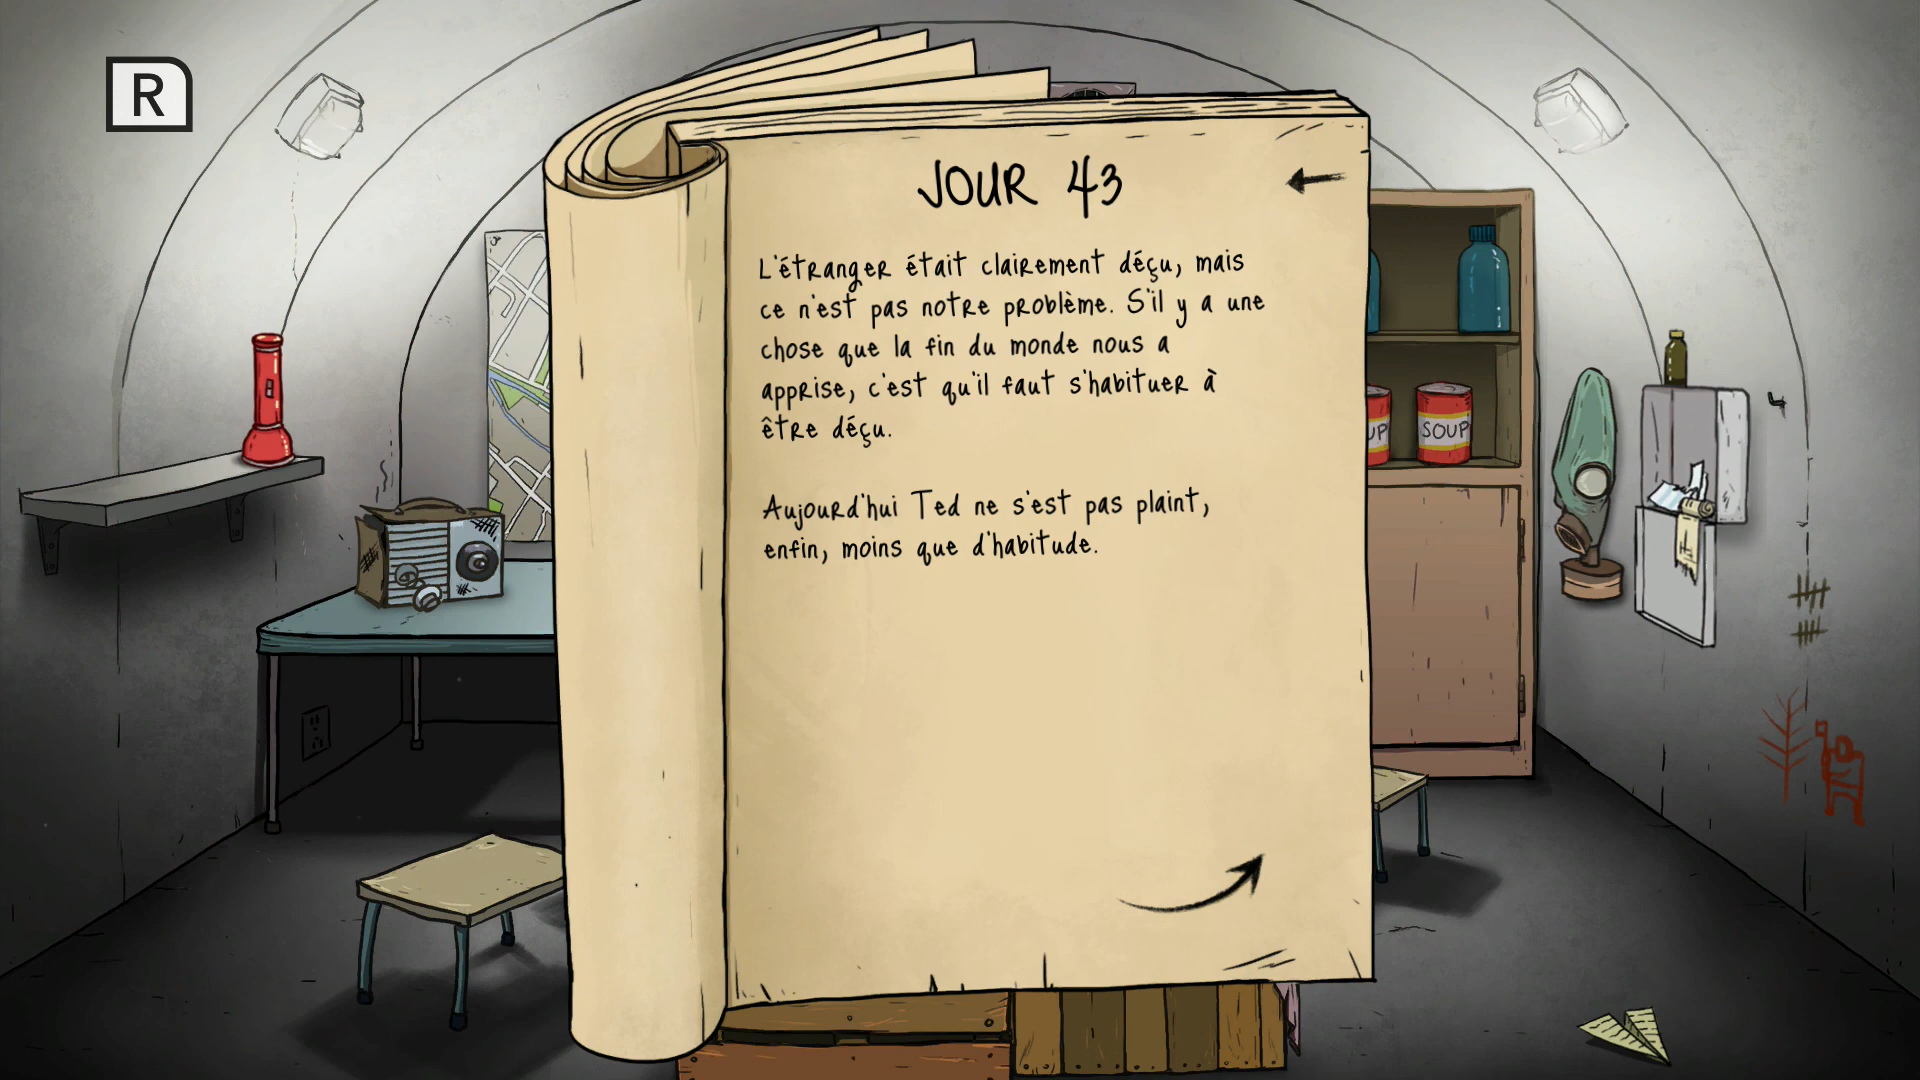 R
JOUR 43
L'étranger était clairement déçu, mais
ce n'est pas notre problème. S'il y a une
chose que la fin du monde nous a
apprise, c'est qu'il faut s'habituer à
être déçu.
Aujourd'hui Ted ne s'est pas plaint,
enfin, moins que d'habitude.
UP
SOUP